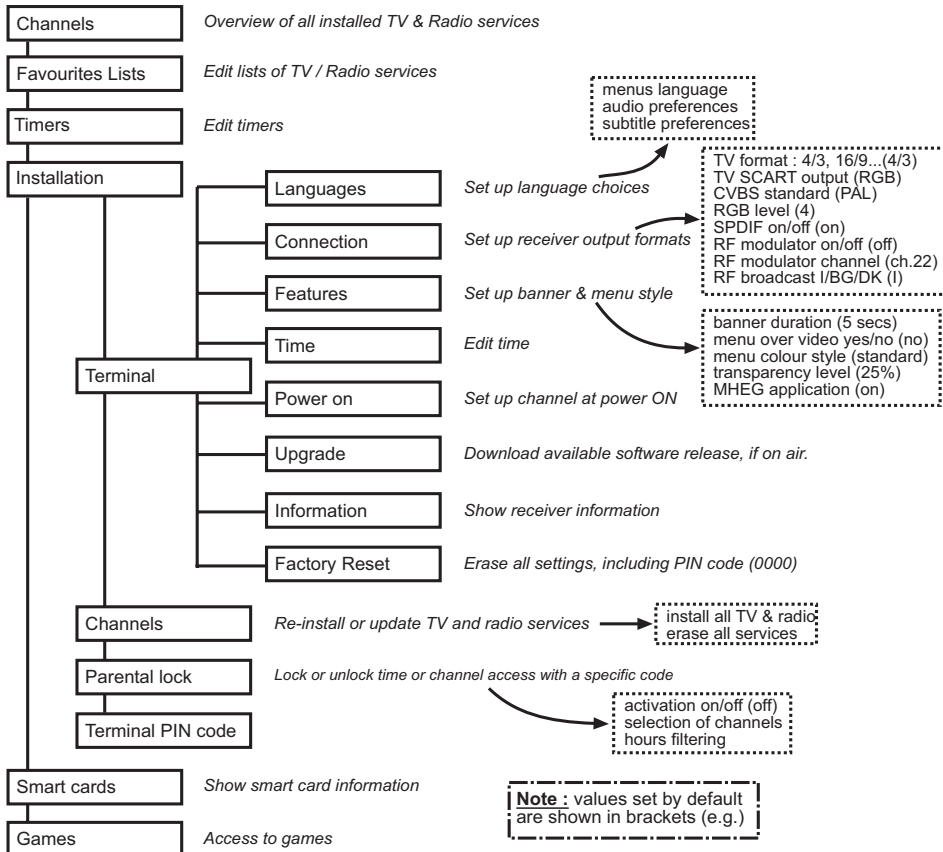 Channels
Overview of all installed TV & Radio services
Favourites Lists
Edit lists of TV / Radio services
Timers
Edit timers
Installation
Terminal
Languages
Set up language choices
menus language
audio preferences
subtitle preferences
Connection
Set up receiver output formats
TV format : 4/3, 16/9...(4/3)
TV SCART output (RGB)
CVBS standard (PAL)
RGB level (4)
SPDIF on/off (on)
RF modulator on/off (off)
RF modulator channel (ch.22)
RF broadcast I/BG/DK (I)
Features
Set up banner & menu style
banner duration (5 secs)
menu over video yes/no (no)
menu colour style (standard)
transparency level (25%)
MHEG application (on)
Time
Edit time
Power on
Set up channel at power ON
Upgrade
Download available software release, if on air.
Information
Show receiver information
Factory Reset
Erase all settings, including PIN code (0000)
Channels
Re-install or update TV and radio services
install all TV & radio
erase all services
Parental lock
Lock or unlock time or channel access with a specific code
activation on/off (off)
selection of channels
hours filtering
Terminal PIN code
Smart cards
Show smart card information
Games
Access to games
Note : values set by default
are shown in brackets (e.g.)